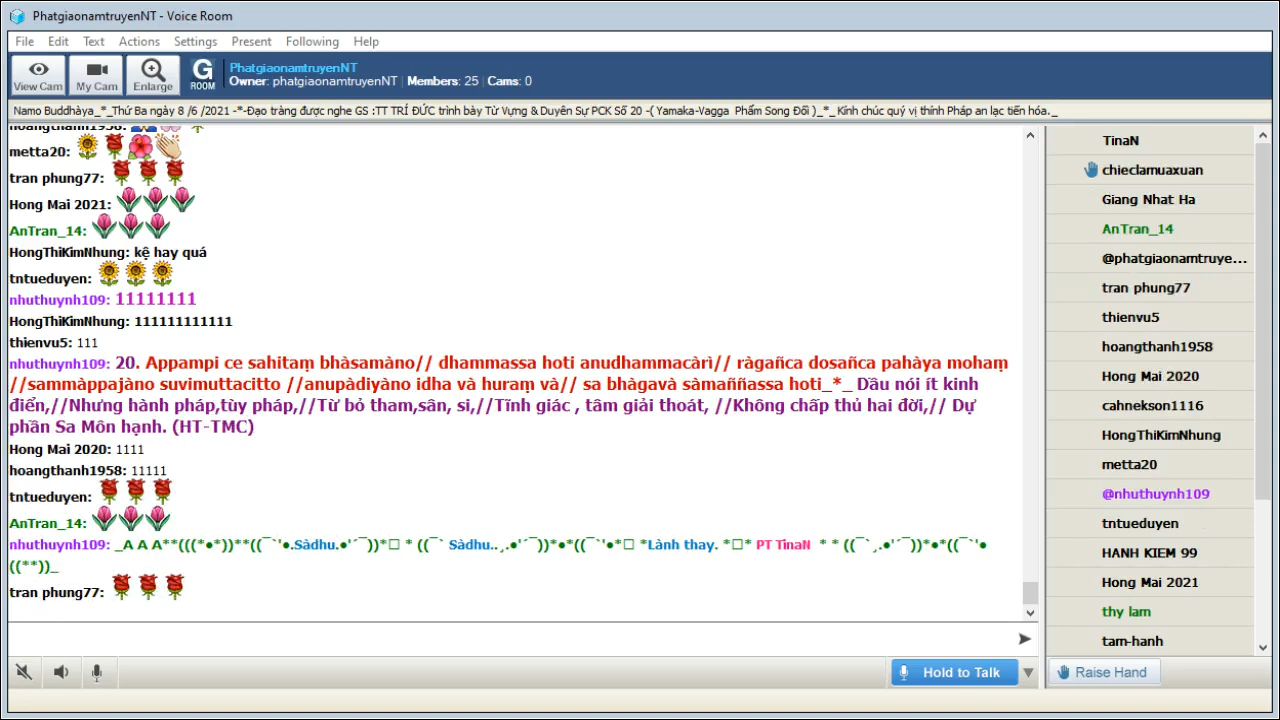 PhatgiaonamtruyenNT - Voice Room
File Edit Text Actions Settings Present Following Help
View Cam My Cam Enlarge G ROOM
PhatgiaonamtruyenNT
Owner: phatgiaonamtruyenNT | Members: 25 | Cams: 0
Namo Buddhàya_*_Thứ Ba ngày 8 /6 /2021 -*-Đạo tràng được nghe GS :TT TRÍ ĐỨC trình bày Từ Vựng & Duyên Sự PCK Số 20 -( Yamaka-Vagga Phẩm Song Đối )_*_ Kính chúc quý vị thính Pháp an lạc tiến hóa._
hoangthanh1958:
metta20:
tran phung77:
Hong Mai 2021:
AnTran_14:
HongThiKimNhung: kệ hay quá
tntueduyen:
nhuthuynh109: 11111111
HongThiKimNhung: 111111111111
thienvu5: 111
nhuthuynh109: 20. Appampi ce sahitaṃ bhàsamàno// dhammassa hoti anudhammacàrì// ràgañca dosañca pahàya mohaṃ
//sammàppajàno suvimuttacitto //anupàdiyàno idha và huraṃ và// sa bhàgavà sàmaññassa hoti_*_ Dầu nói ít kinh
điển,//Nhưng hành pháp,tùy pháp,//Từ bỏ tham,sân, si,//Tĩnh giác , tâm giải thoát, //Không chấp thủ hai đời,// Dự
phần Sa Môn hạnh. (HT-TMC)
Hong Mai 2020: 1111
hoangthanh1958: 11111
tntueduyen:
AnTran_14:
nhuthuynh109: _A A A**(((*•*))**((¯`'•.Sàdhu.•'´¯))*□ * ((¯` Sàdhu..¸.•'´¯))*•*((¯`'•*□ *Lành thay. *□* PT TinaN * * ((¯`¸.•'´¯))*•*((¯`'•
((**))_
tran phung77:
Hold to Talk
TinaN
chieclamuaxuan
Giang Nhat Ha
AnTran_14
@phatgiaonamtruye...
tran phung77
thienvu5
hoangthanh1958
Hong Mai 2020
cahnekson1116
HongThiKimNhung
metta20
@nhuthuynh109
tntueduyen
HANH KIEM 99
Hong Mai 2021
thy lam
tam-hanh
Raise Hand